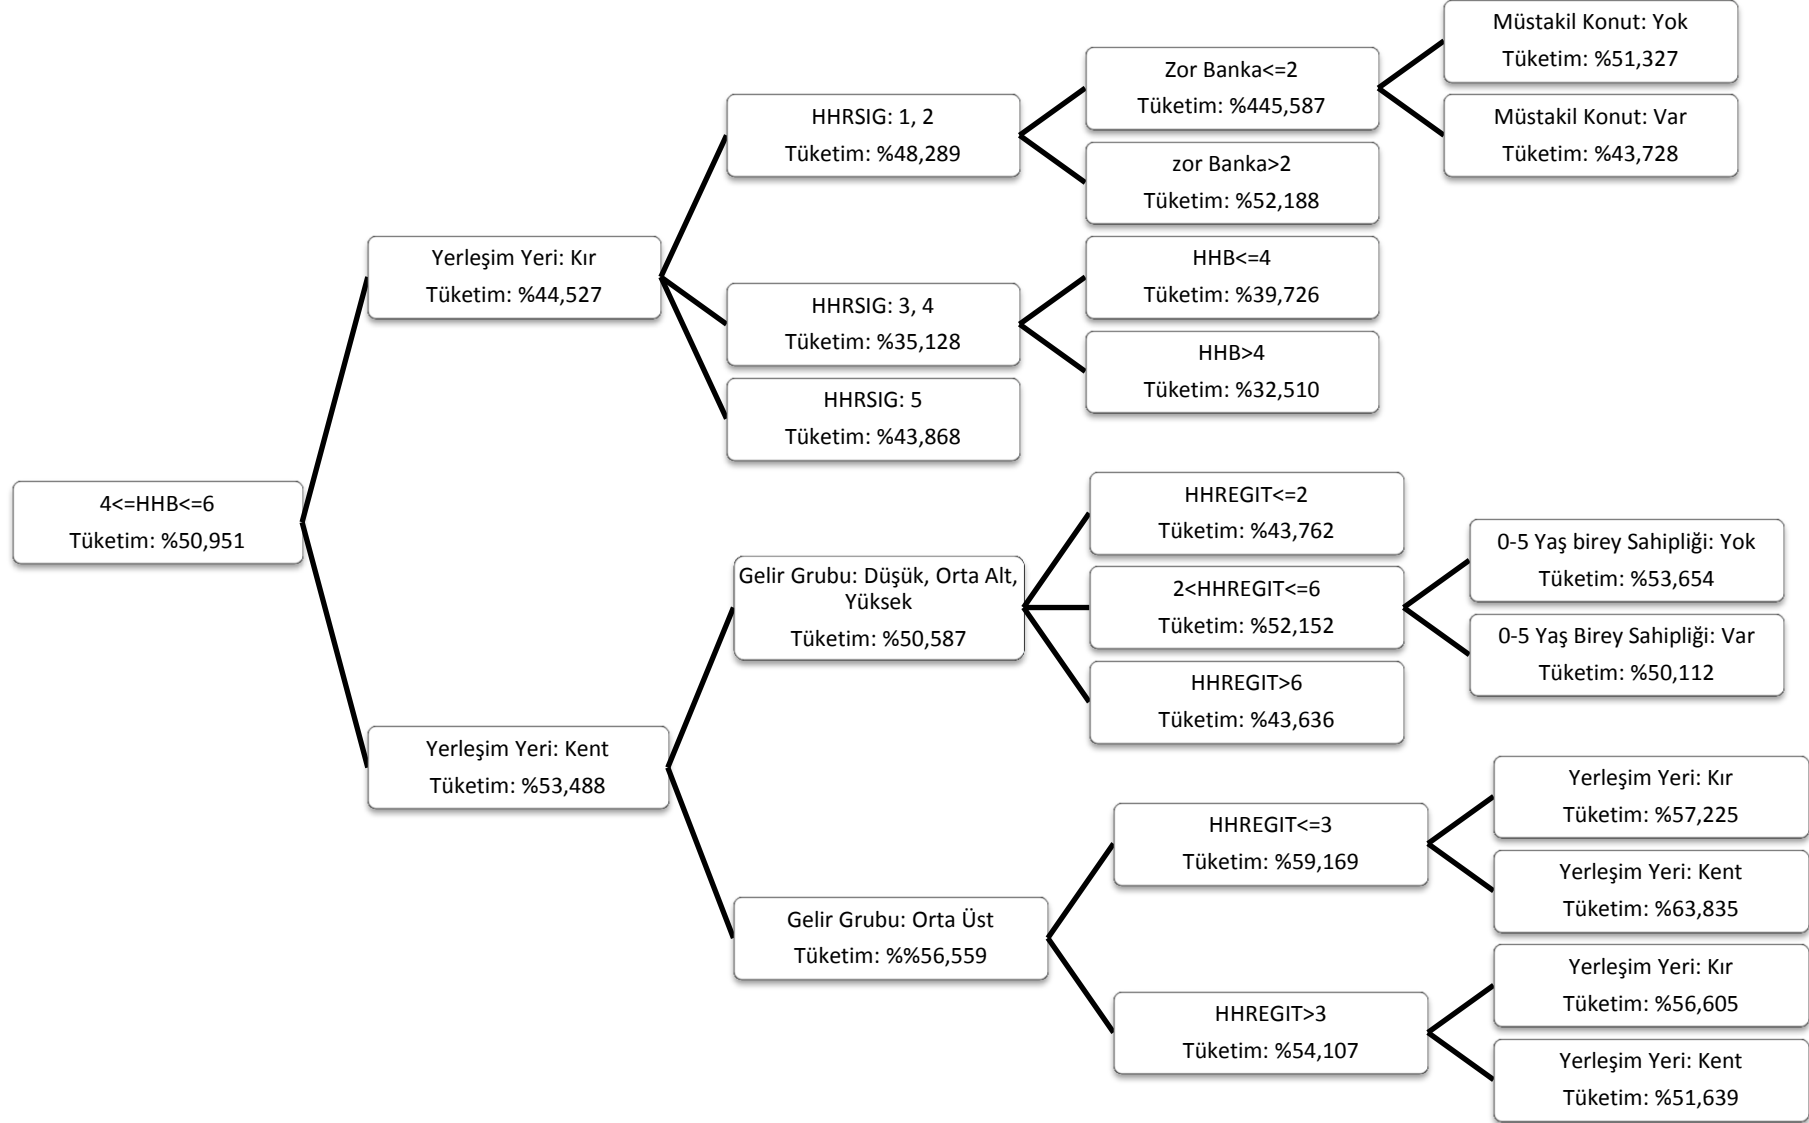 4<=HHB<=6
Tüketim: %50,951
Yerleşim Yeri: Kır
Tüketim: %44,527
HHRSIG: 1, 2
Tüketim: %48,289
Zor Banka<=2
Tüketim: %445,587
Müstakil Konut: Yok
Tüketim: %51,327
Müstakil Konut: Var
Tüketim: %43,728
zor Banka>2
Tüketim: %52,188
HHRSIG: 3, 4
Tüketim: %35,128
HHB<=4
Tüketim: %39,726
HHB>4
Tüketim: %32,510
HHRSIG: 5
Tüketim: %43,868
Yerleşim Yeri: Kent
Tüketim: %53,488
Gelir Grubu: Düşük, Orta Alt,
Yüksek
Tüketim: %50,587
HHREGIT<=2
Tüketim: %43,762
2<HHREGIT<=6
Tüketim: %52,152
0-5 Yaş birey Sahipliği: Yok
Tüketim: %53,654
0-5 Yaş Birey Sahipliği: Var
Tüketim: %50,112
HHREGIT>6
Tüketim: %43,636
Gelir Grubu: Orta Üst
Tüketim: %%56,559
HHREGIT<=3
Tüketim: %59,169
Yerleşim Yeri: Kır
Tüketim: %57,225
Yerleşim Yeri: Kent
Tüketim: %63,835
HHREGIT>3
Tüketim: %54,107
Yerleşim Yeri: Kır
Tüketim: %56,605
Yerleşim Yeri: Kent
Tüketim: %51,639